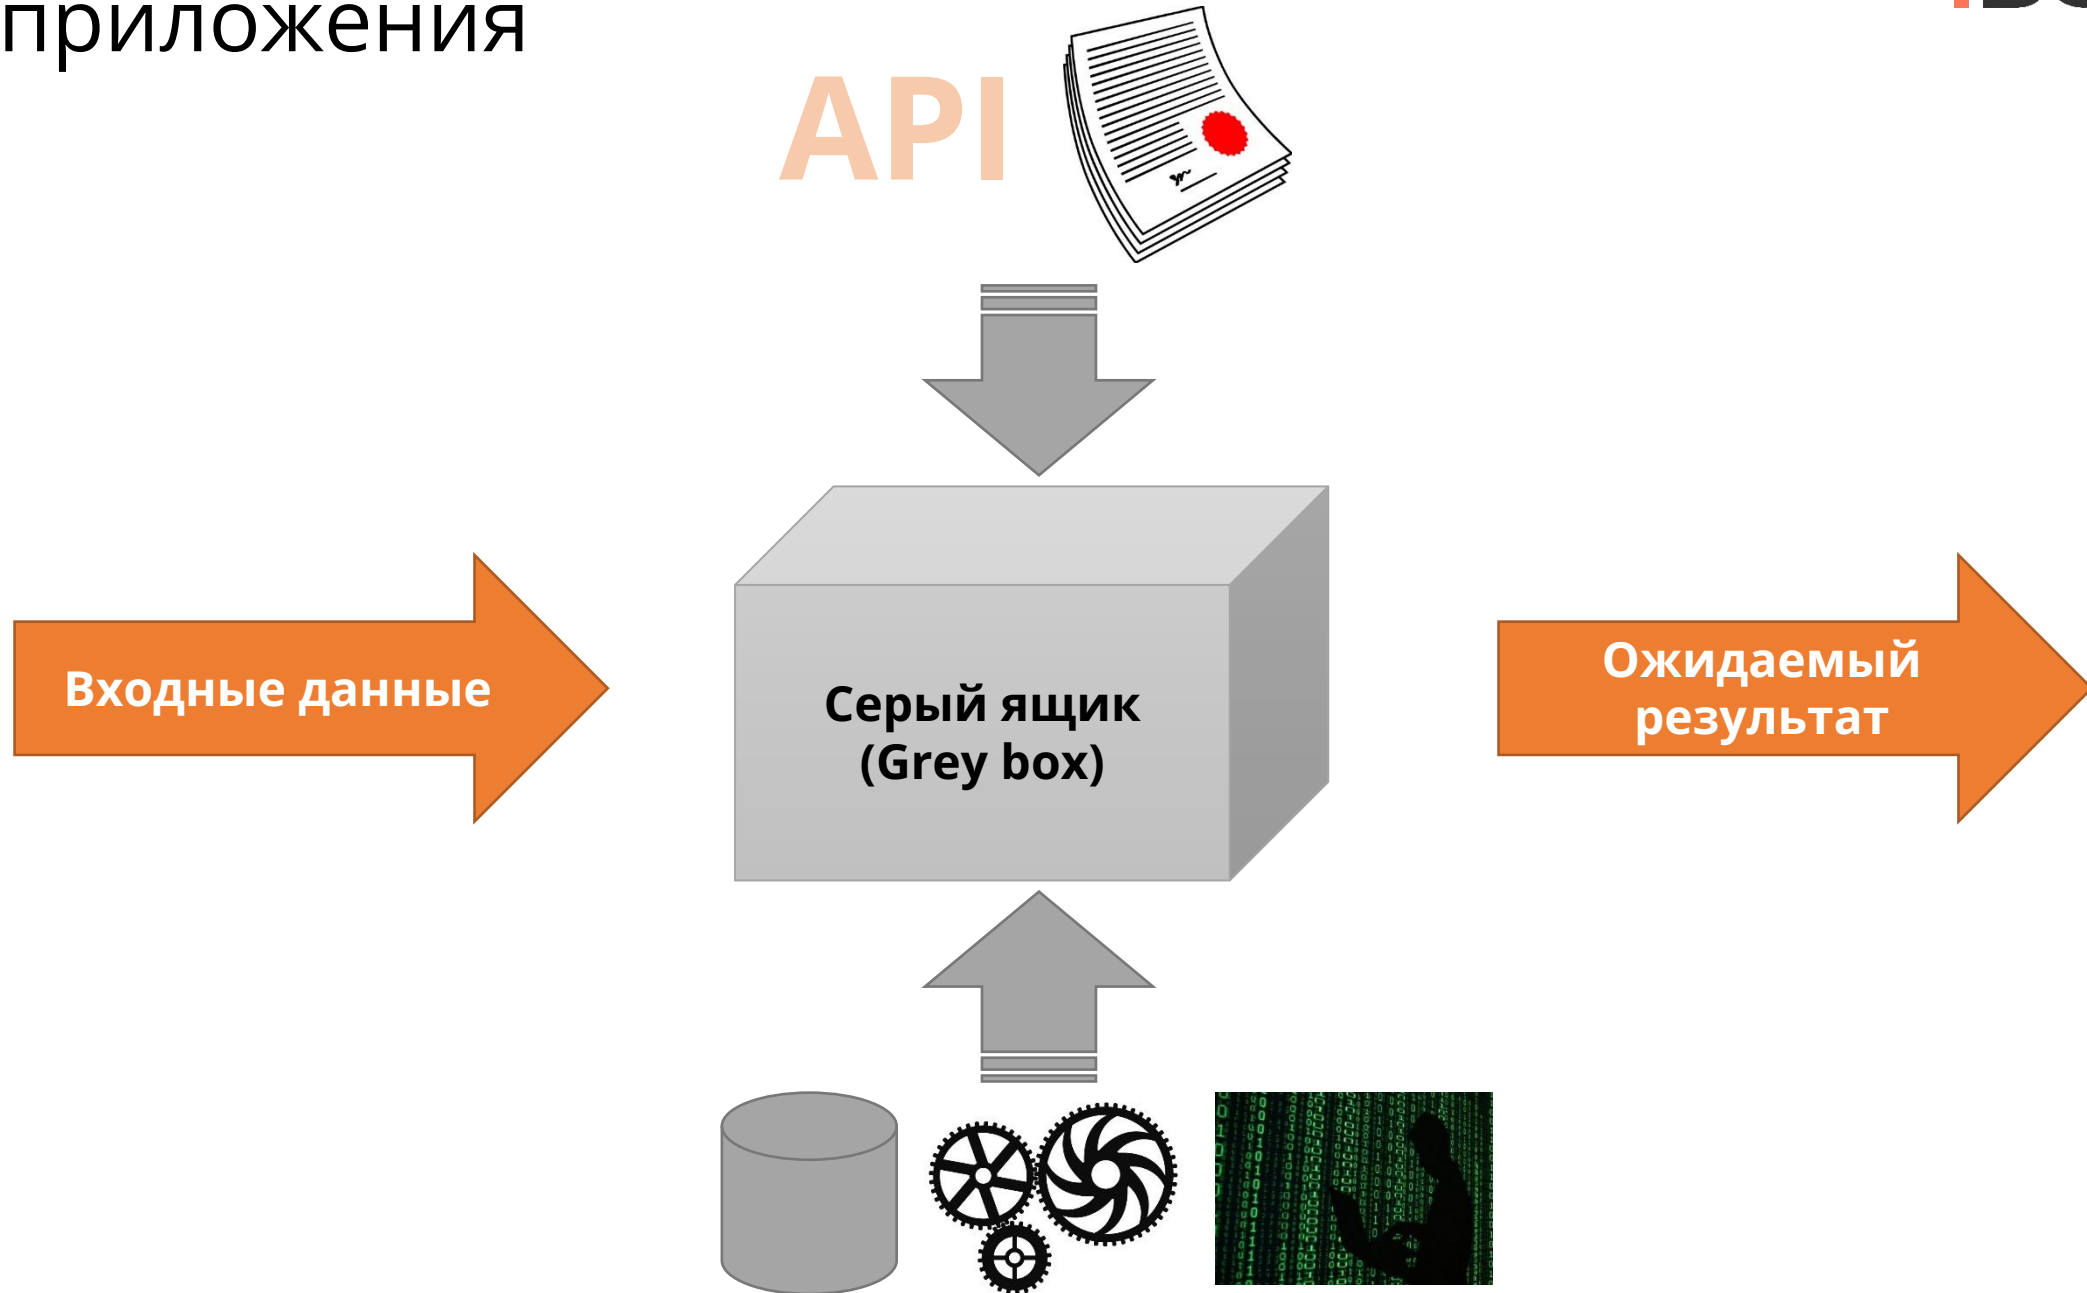 приложения
API
Входные данные
Серый ящик
(Grey box)
Ожидаемый
результат